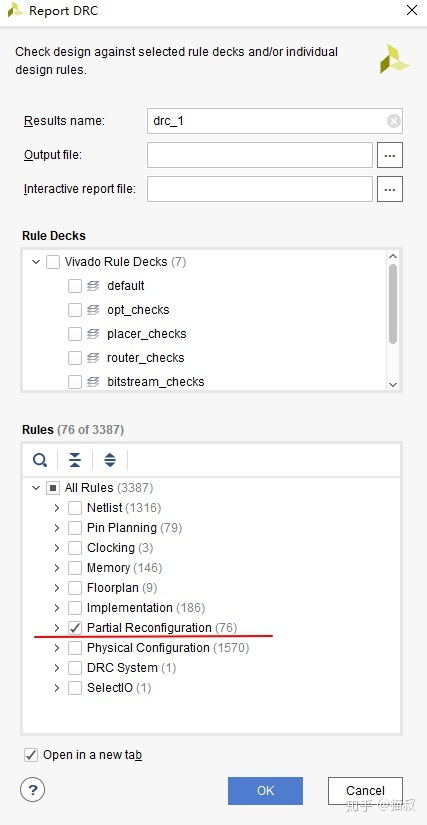 Report DRC
Check design against selected rule decks and/or individual
design rules.
Results name: drc_1
Output file:
...
Interactive report file:
...
Rule Decks
Vivado Rule Decks (7)
default
opt_checks
placer_checks
router_checks
bitstream_checks
Rules (76 of 3387)
All Rules (3387)
Netlist (1316)
Pin Planning (79)
Clocking (3)
Memory (146)
Floorplan (9)
Implementation (186)
Partial Reconfiguration (76)
Physical Configuration (1570)
DRC System (1)
SelectIO (1)
Open in a new tab
?
OK
Cancel
知乎 @猫叔